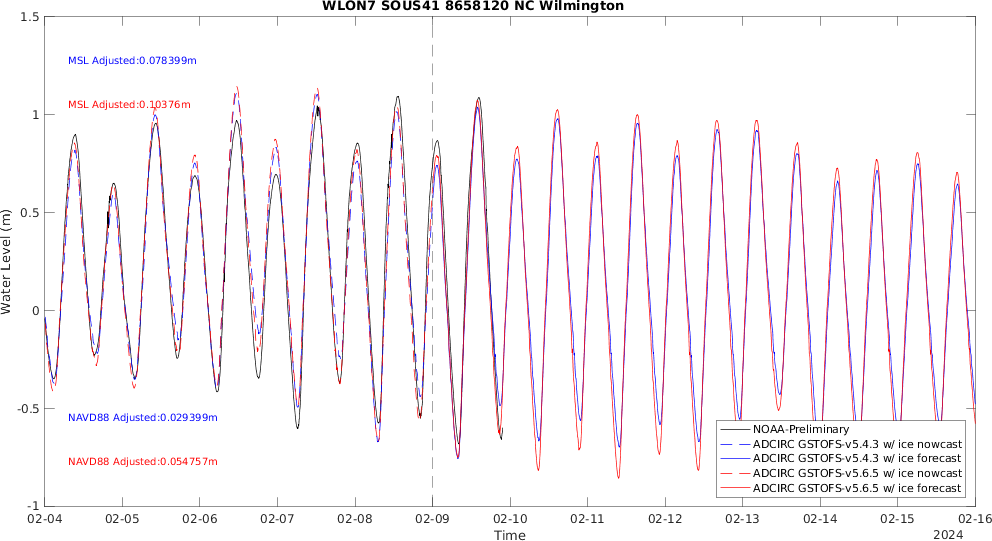 WLON7 SOUS41 8658120 NC Wilmington
1.5
1
0.5
0
-0.5
-1
Water Level (m)
MSL Adjusted:0.078399m
MSL Adjusted:0.10376m
NAVD88 Adjusted:0.029399m
NAVD88 Adjusted:0.054757m
NOAA-Preliminary
ADCIRC GSTOFS-v5.4.3 w/ ice nowcast
ADCIRC GSTOFS-v5.4.3 w/ ice forecast
ADCIRC GSTOFS-v5.6.5 w/ ice nowcast
ADCIRC GSTOFS-v5.6.5 w/ ice forecast
02-04 02-05 02-06 02-07 02-08 02-09 02-10 02-11 02-12 02-13 02-14 02-15 02-16
Time
2024